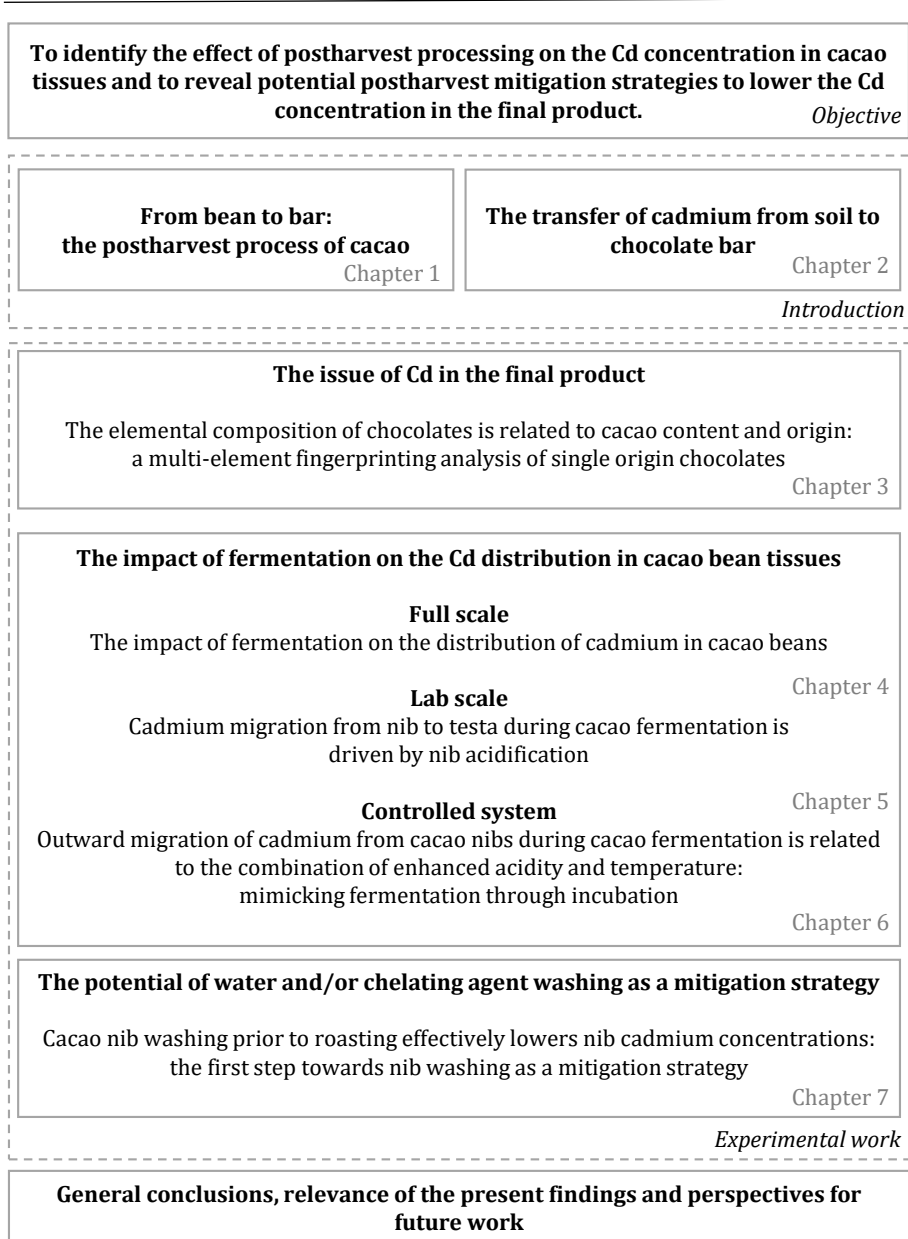 To identify the effect of postharvest processing on the Cd concentration in cacao
tissues and to reveal potential postharvest mitigation strategies to lower the Cd
concentration in the final product.
Objective
From bean to bar:
the postharvest process of cacao
Chapter 1
The transfer of cadmium from soil to
chocolate bar
Chapter 2
Introduction
The issue of Cd in the final product
The elemental composition of chocolates is related to cacao content and origin:
a multi-element fingerprinting analysis of single origin chocolates
Chapter 3
The impact of fermentation on the Cd distribution in cacao bean tissues
Full scale
The impact of fermentation on the distribution of cadmium in cacao beans
Chapter 4
Lab scale
Cadmium migration from nib to testa during cacao fermentation is
driven by nib acidification
Chapter 5
Controlled system
Outward migration of cadmium from cacao nibs during cacao fermentation is related
to the combination of enhanced acidity and temperature:
mimicking fermentation through incubation
Chapter 6
The potential of water and/or chelating agent washing as a mitigation strategy
Cacao nib washing prior to roasting effectively lowers nib cadmium concentrations:
the first step towards nib washing as a mitigation strategy
Chapter 7
Experimental work
General conclusions, relevance of the present findings and perspectives for
future work